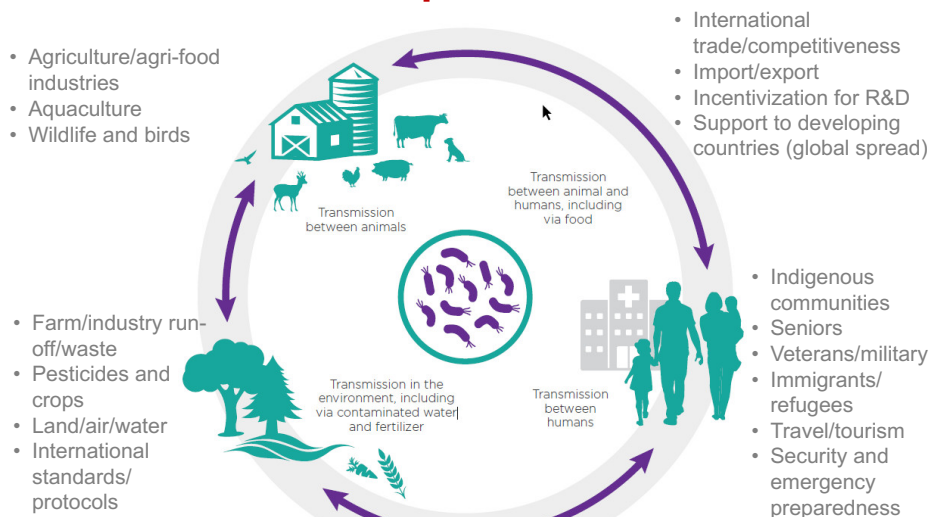 • Agriculture/agri-food
industries
• Aquaculture
• Wildlife and birds
• International
trade/competitiveness
• Import/export
• Incentivization for R&D
• Support to developing
countries (global spread)
Transmission
between animals
Transmission
between animal and
humans, including
via food
• Farm/industry run-
off/waste
• Pesticides and
crops
• Land/air/water
• International
standards/
protocols
Transmission in the
environment, including
via contaminated water
and fertilizer
Transmission
between
humans
• Indigenous
communities
• Seniors
• Veterans/military
• Immigrants/
refugees
• Travel/tourism
• Security and
emergency
preparedness